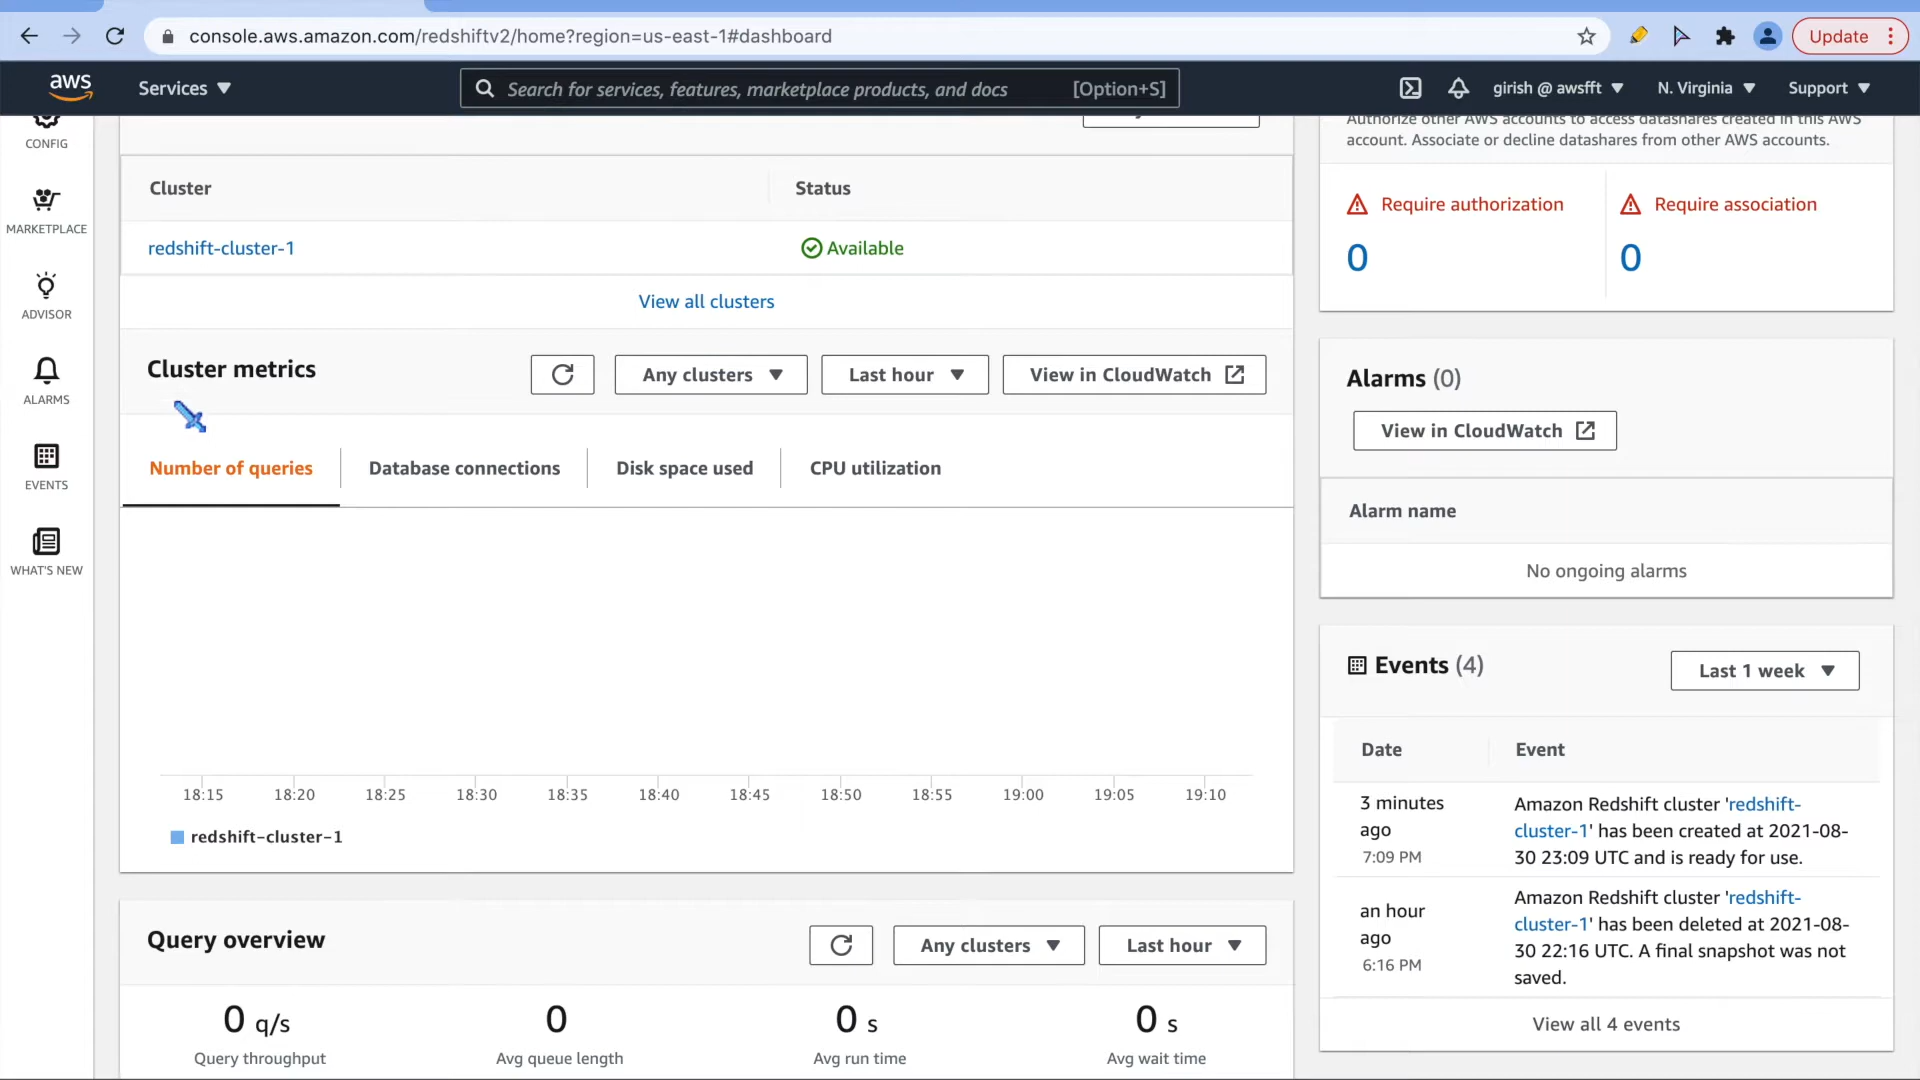 console.aws.amazon.com/redshiftv2/home?region=us-east-1#dashboard
Update
aws
Services
Search for services, features, marketplace products, and docs
[Option+S]
girish @ awsfft
N. Virginia
Support
CONFIG
MARKETPLACE
ADVISOR
ALARMS
EVENTS
WHAT'S NEW
Cluster
Status
redshift-cluster-1
Available
View all clusters
Cluster metrics
Any clusters
Last hour
View in CloudWatch
Number of queries
Database connections
Disk space used
CPU utilization
18:15
18:20
18:25
18:30
18:35
18:40
18:45
18:50
18:55
19:00
19:05
19:10
redshift-cluster-1
Query overview
Any clusters
Last hour
0 q/s
Query throughput
0
Avg queue length
0 s
Avg run time
0 s
Avg wait time
Authorize other AWS accounts to access datashares created in this AWS
account. Associate or decline datashares from other AWS accounts.
Require authorization
0
Require association
0
Alarms (0)
View in CloudWatch
Alarm name
No ongoing alarms
Events (4)
Last 1 week
Date
Event
3 minutes
ago
7:09 PM
Amazon Redshift cluster 'redshift-
cluster-1' has been created at 2021-08-
30 23:09 UTC and is ready for use.
an hour
ago
6:16 PM
Amazon Redshift cluster 'redshift-
cluster-1' has been deleted at 2021-08-
30 22:16 UTC. A final snapshot was not
saved.
View all 4 events